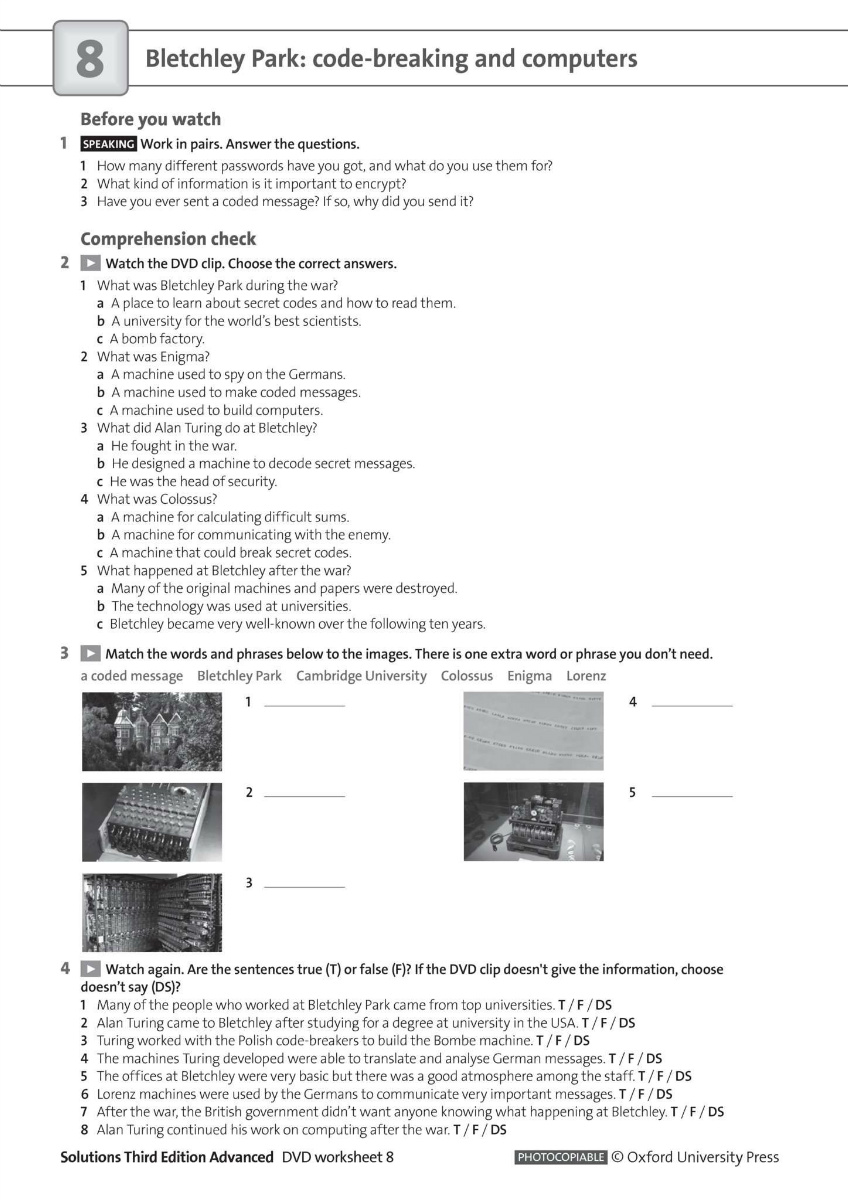 8
Bletchley Park: code-breaking and computers
Before you watch
1 SPEAKING Work in pairs. Answer the questions.
1 How many different passwords have you got, and what do you use them for?
2 What kind of information is it important to encrypt?
3 Have you ever sent a coded message? If so, why did you send it?
Comprehension check
2 Watch the DVD clip. Choose the correct answers.
1 What was Bletchley Park during the war?
a A place to learn about secret codes and how to read them.
b A university for the world's best scientists.
c A bomb factory.
2 What was Enigma?
a A machine used to spy on the Germans.
b A machine used to make coded messages.
c A machine used to build computers.
3 What did Alan Turing do at Bletchley?
a He fought in the war.
b He designed a machine to decode secret messages.
c He was the head of security.
4 What was Colossus?
a A machine for calculating difficult sums.
b A machine for communicating with the enemy.
c A machine that could break secret codes.
5 What happened at Bletchley after the war?
a Many of the original machines and papers were destroyed.
b The technology was used at universities.
c Bletchley became very well-known over the following ten years.
3 Match the words and phrases below to the images. There is one extra word or phrase you don't need.
a coded message Bletchley Park Cambridge University Colossus Enigma Lorenz
1
4
2
5
3
4 Watch again. Are the sentences true (T) or false (F)? If the DVD clip doesn't give the information, choose
doesn't say (DS)?
1 Many of the people who worked at Bletchley Park came from top universities. T / F / DS
2 Alan Turing came to Bletchley after studying for a degree at university in the USA. T / F / DS
3 Turing worked with the Polish code-breakers to build the Bombe machine. T / F / DS
4 The machines Turing developed were able to translate and analyse German messages. T / F / DS
5 The offices at Bletchley were very basic but there was a good atmosphere among the staff. T / F / DS
6 Lorenz machines were used by the Germans to communicate very important messages. T / F / DS
7 After the war, the British government didn't want anyone knowing what happening at Bletchley. T / F / DS
8 Alan Turing continued his work on computing after the war. T / F / DS
Solutions Third Edition Advanced DVD worksheet 8 PHOTOCOPIABLE © Oxford University Press